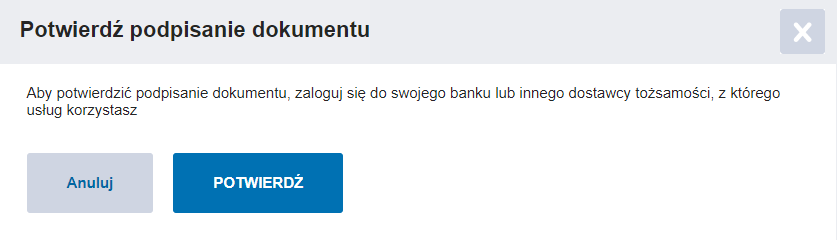 Potwierdź podpisanie dokumentu
Aby potwierdzić podpisanie dokumentu, zaloguj się do swojego banku lub innego dostawcy tożsamości, z którego
usług korzystasz
Anuluj
POTWIERDŹ